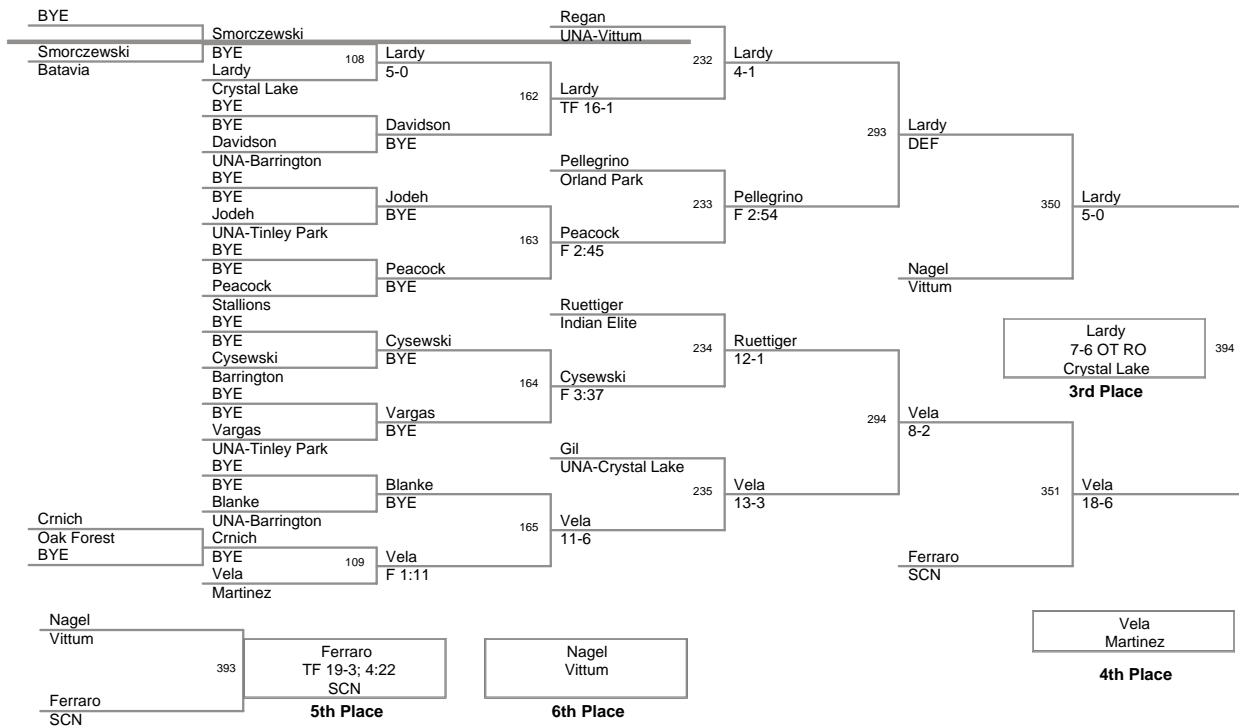 BYE
Smorczewski
Batavia
Smorczewski
BYE
Lardy
Crystal Lake
BYE
BYE
Davidson
UNA-Barrington
BYE
BYE
Jodeh
UNA-Tinley Park
BYE
BYE
Peacock
Stallions
BYE
BYE
Cysewski
Barrington
BYE
BYE
Vargas
UNA-Tinley Park
BYE
BYE
Blanke
UNA-Barrington
Crnich
Oak Forest
BYE
Crnich
BYE
Vela
Martinez
108
109
Lardy
5-0
Davidson
BYE
Jodeh
BYE
Peacock
BYE
Cysewski
BYE
Vargas
BYE
Blanke
BYE
Vela
F 1:11
162
163
164
165
Regan
UNA-Vittum
Lardy
TF 16-1
Pellegrino
Orland Park
Peacock
F 2:45
Ruettiger
Indian Elite
Cysewski
F 3:37
Gil
UNA-Crystal Lake
Vela
11-6
232
233
234
235
Lardy
4-1
Pellegrino
F 2:54
Ruettiger
12-1
Vela
13-3
293
294
Lardy
DEF
Nagel
Vittum
Vela
8-2
Ferraro
SCN
350
351
Lardy
5-0
Vela
18-6
Lardy
7-6 OT RO
Crystal Lake
394
3rd Place
Vela
Martinez
4th Place
Nagel
Vittum
393
Ferraro
SCN
Ferraro
TF 19-3; 4:22
SCN
5th Place
Nagel
Vittum
6th Place